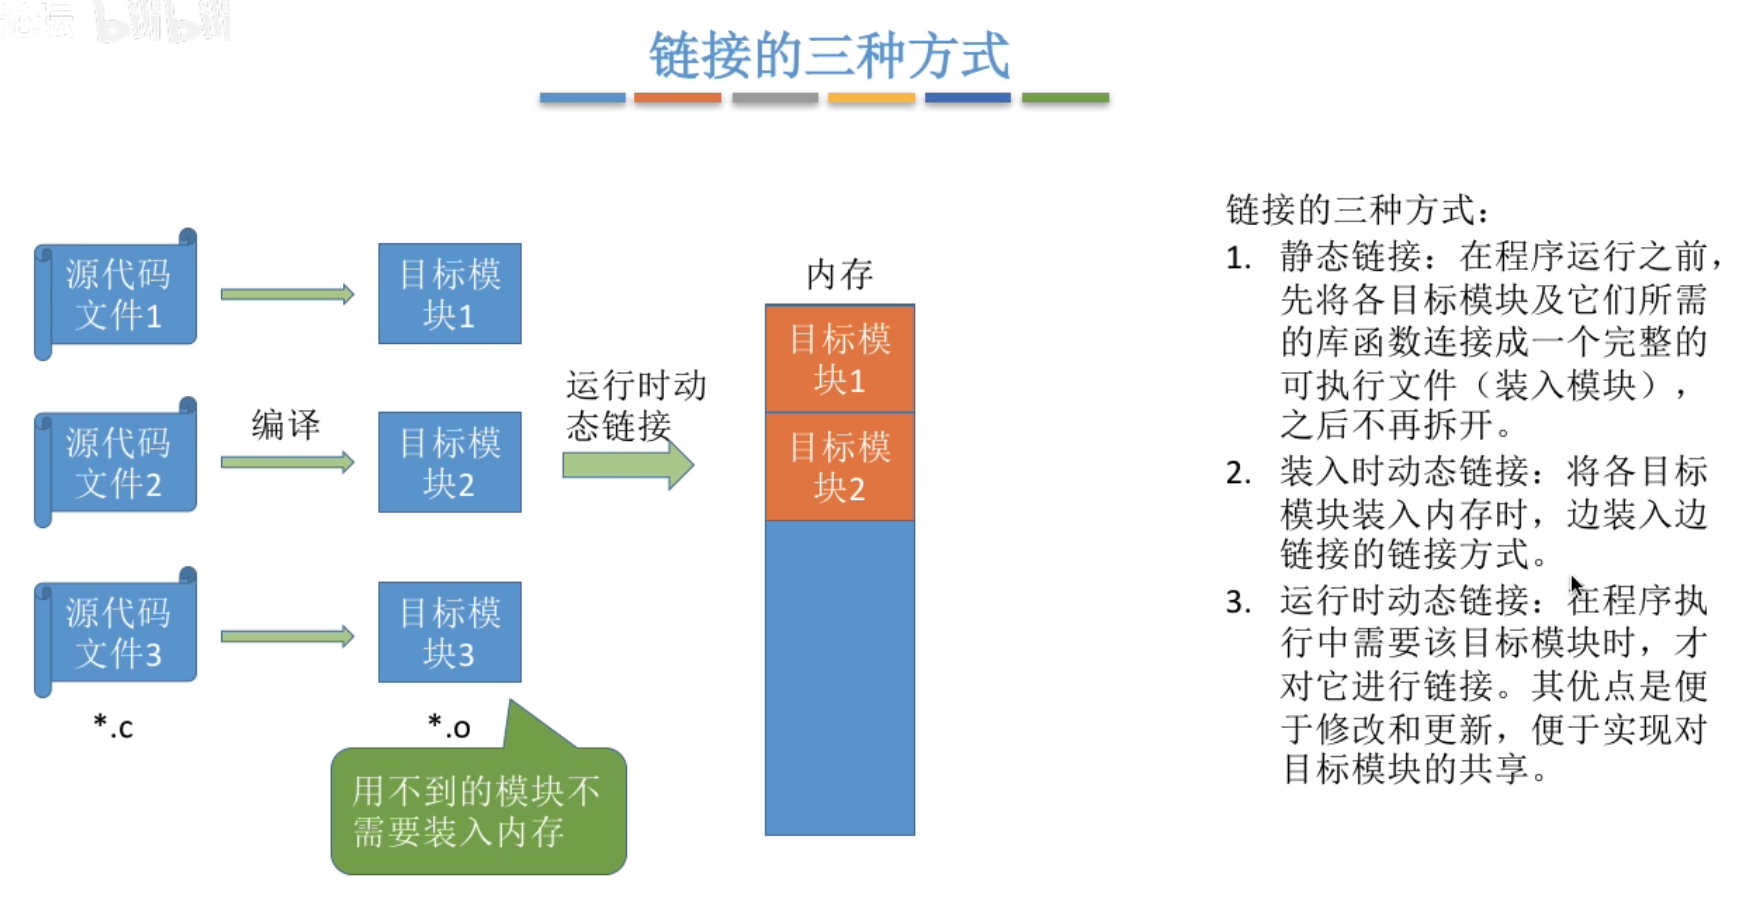 论坛 bilibili
链接的三种方式
源代码
文件1
目标模
块1
源代码
文件2
编译
目标模
块2
源代码
文件3
目标模
块3
*.c
*.o
用不到的模块不
需要装入内存
运行时动
态链接
内存
目标模
块1
目标模
块2
链接的三种方式：
1. 静态链接：在程序运行之前，
先将各目标模块及它们所需
的库函数连接成一个完整的
可执行文件（装入模块），
之后不再拆开。
2. 装入时动态链接：将各目标
模块装入内存时，边装入边
链接的链接方式。
3. 运行时动态链接：在程序执
行中需要该目标模块时，才
对它进行链接。其优点是便
于修改和更新，便于实现对
目标模块的共享。